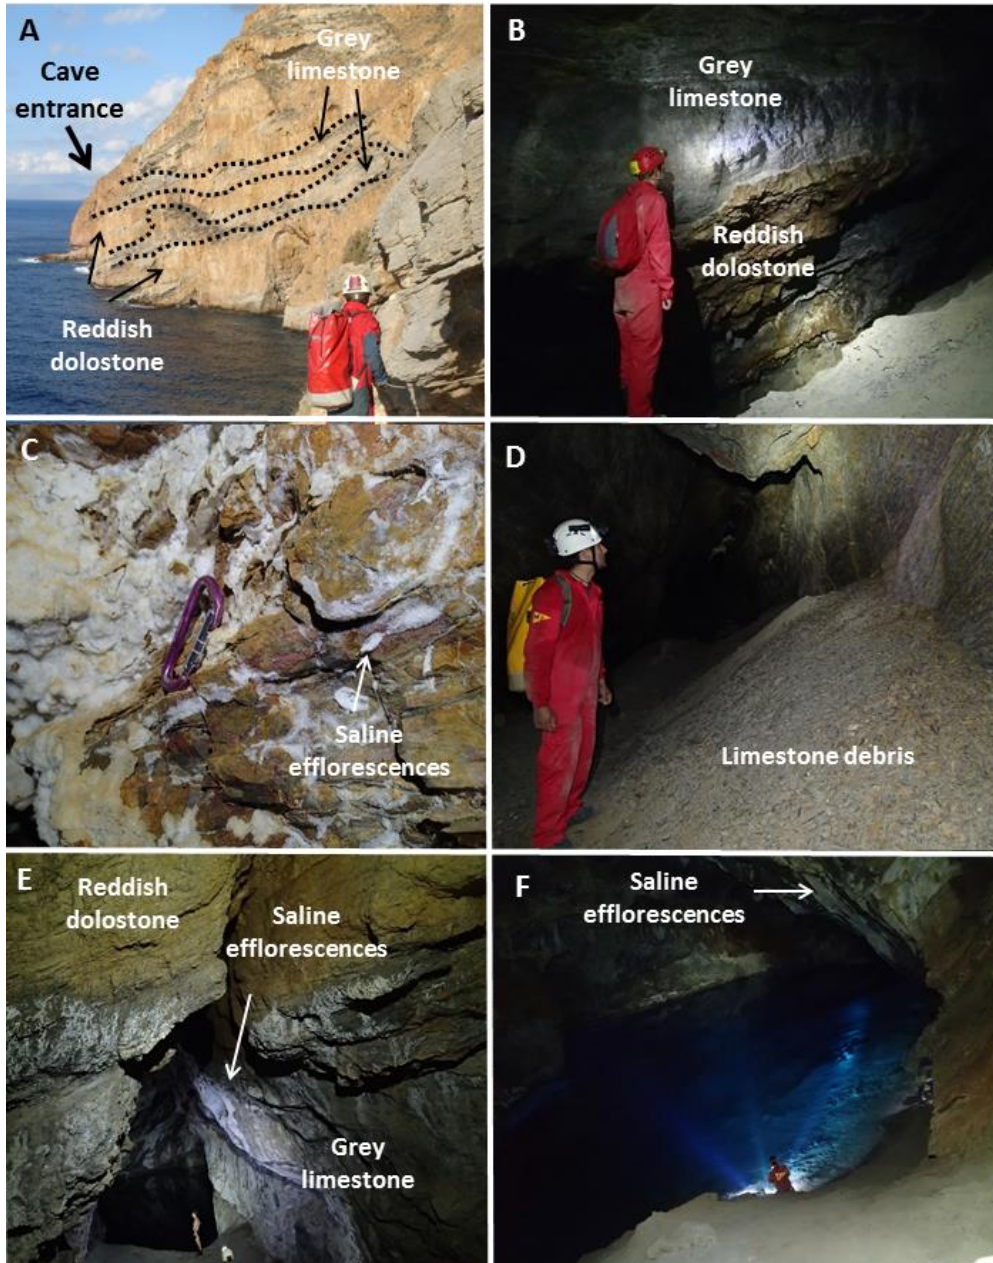 A
Cave
entrance
Grey
limestone
Reddish
dolostone
B
Grey
limestone
Reddish
dolostone
C
Saline
efflorescences
D
Limestone debris
E
Reddish
dolostone
Saline
efflorescences
Grey
limestone
F
Saline
efflorescences